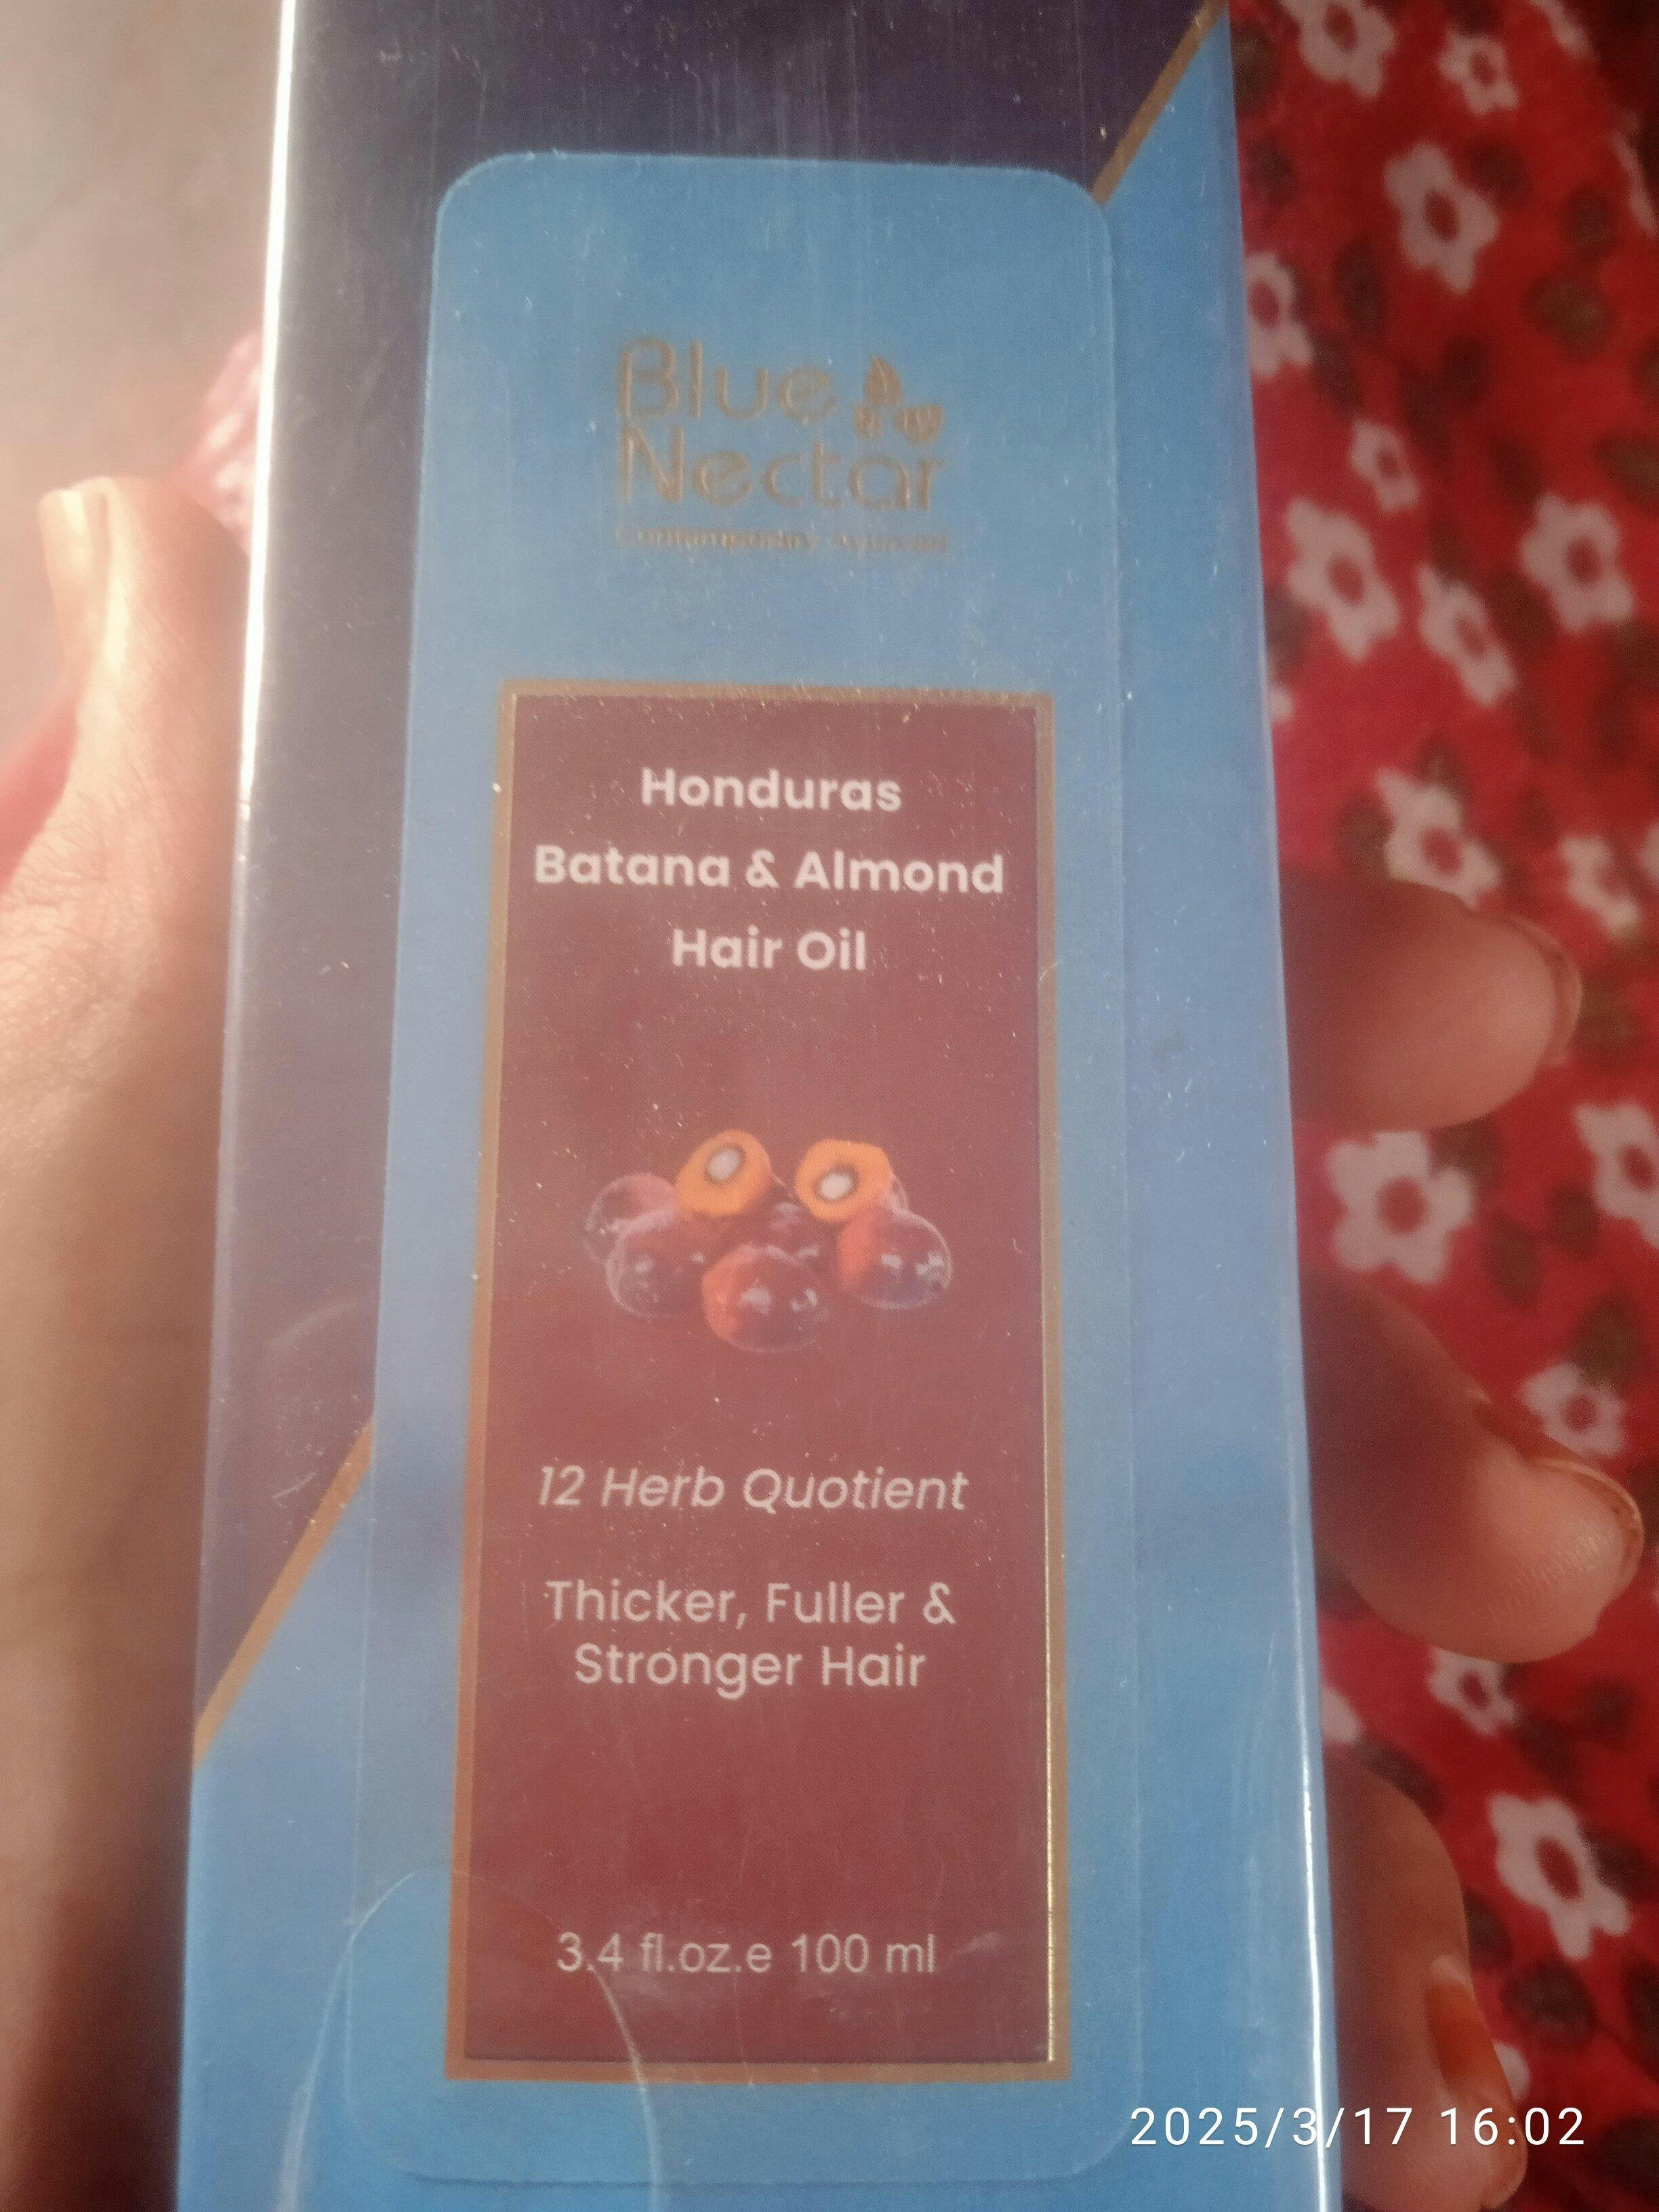 Blue
Nectar
Honduras
Batana & Almond
Hair Oil
12 Herb Quotient
Thicker, Fuller &
Stronger Hair
3.4 fl.oz.e 100 ml
2025/3/17 16:02